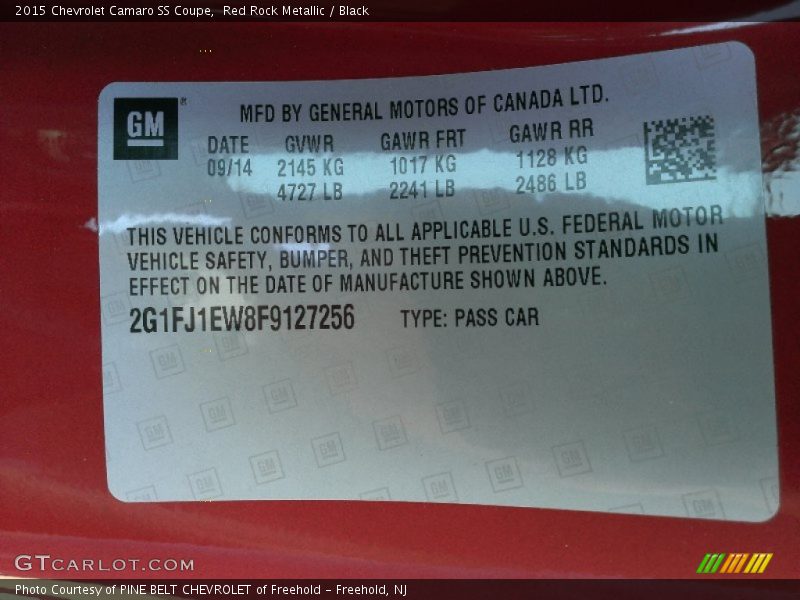 2015 Chevrolet Camaro SS Coupe,  Red Rock Metallic / Black
GM ®
MFD BY GENERAL MOTORS OF CANADA LTD.
DATE GVWR GAWR FRT GAWR RR
09/14 2145 KG 1017 KG 1128 KG
4727 LB 2241 LB 2486 LB
THIS VEHICLE CONFORMS TO ALL APPLICABLE U.S. FEDERAL MOTOR
VEHICLE SAFETY, BUMPER, AND THEFT PREVENTION STANDARDS IN
EFFECT ON THE DATE OF MANUFACTURE SHOWN ABOVE.
2G1FJ1EW8F9127256 TYPE: PASS CAR
GTCARLOT.COM
Photo Courtesy of PINE BELT CHEVROLET of Freehold - Freehold, NJ